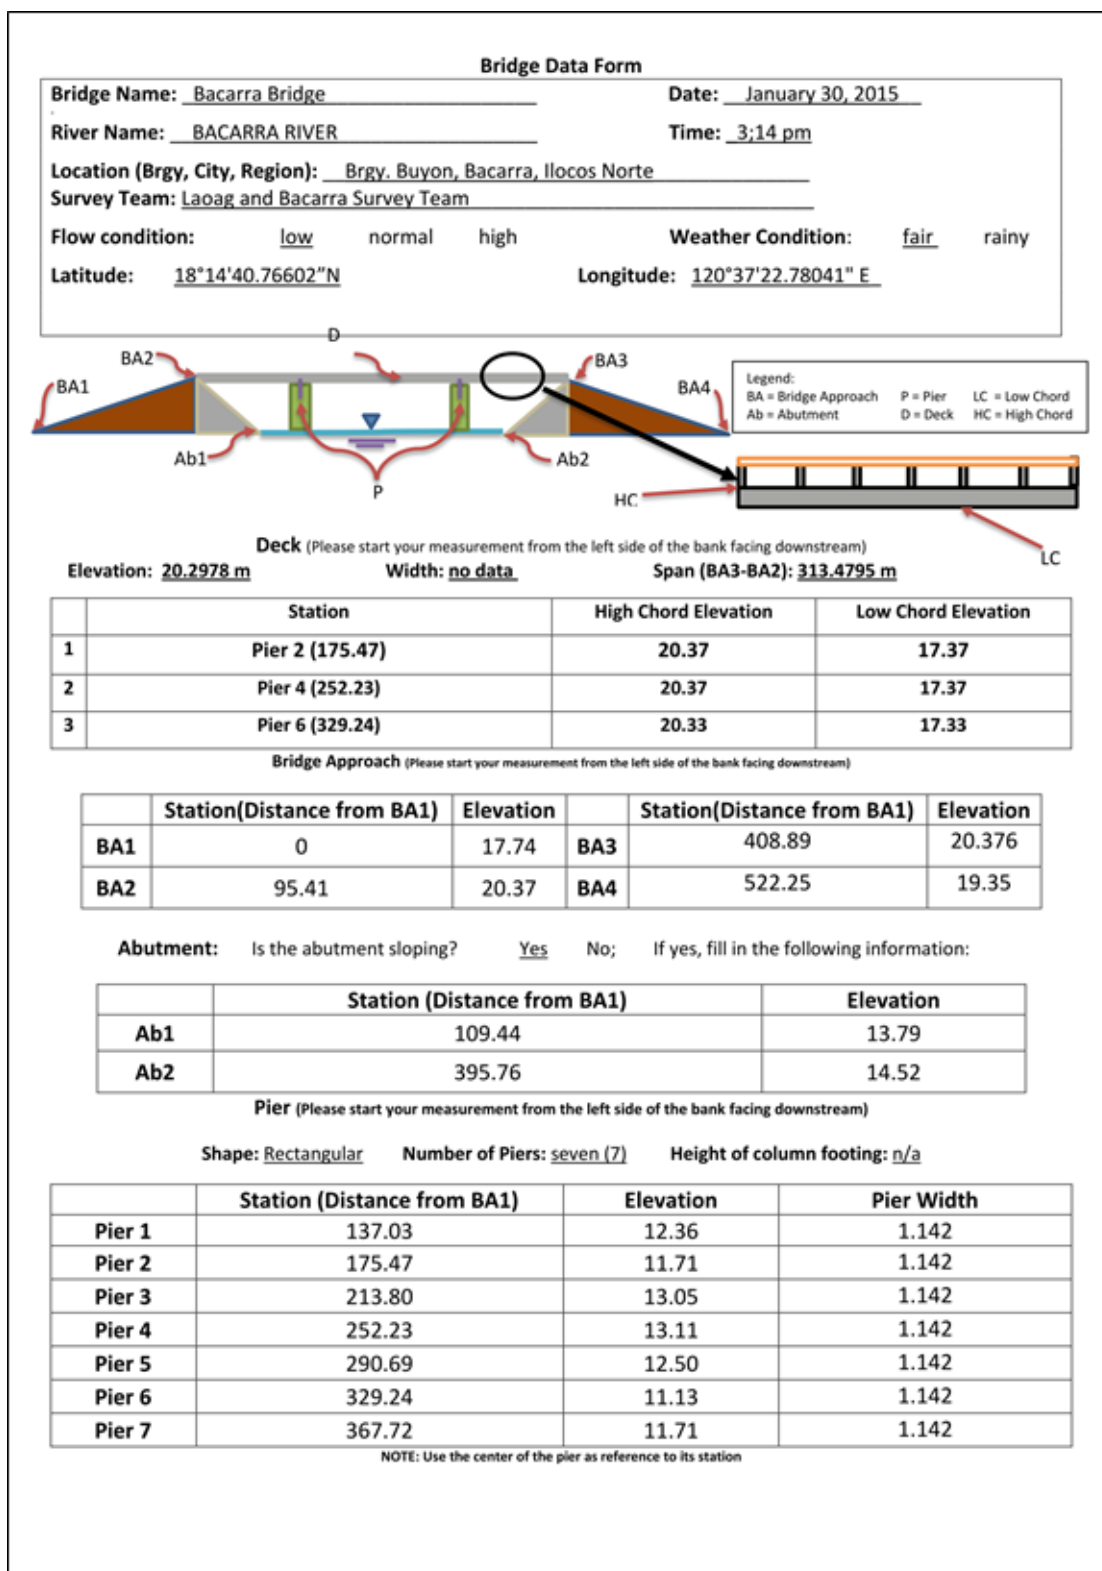 Bridge Data Form
Bridge Name: Bacarra Bridge Date: January 30, 2015
River Name: BACARRA RIVER Time: 3;14 pm
Location (Brgy, City, Region): Brgy. Buyon, Bacarra, Ilocos Norte
Survey Team: Laoag and Bacarra Survey Team
Flow condition: low normal high Weather Condition: fair rainy
Latitude: 18°14'40.76602"N Longitude: 120°37'22.78041" E
D
BA2 BA3
BA1 BA4
Legend:
BA = Bridge Approach P = Pier LC = Low Chord
Ab = Abutment D = Deck HC = High Chord
Ab1 Ab2
P HC
LC
Deck (Please start your measurement from the left side of the bank facing downstream)
Elevation: 20.2978 m Width: no data Span (BA3-BA2): 313.4795 m
Station High Chord Elevation Low Chord Elevation
1 Pier 2 (175.47) 20.37 17.37
2 Pier 4 (252.23) 20.37 17.37
3 Pier 6 (329.24) 20.33 17.33
Bridge Approach (Please start your measurement from the left side of the bank facing downstream)
Station(Distance from BA1) Elevation Station(Distance from BA1) Elevation
BA1 0 17.74 BA3 408.89 20.376
BA2 95.41 20.37 BA4 522.25 19.35
Abutment: Is the abutment sloping? Yes No; If yes, fill in the following information:
Station (Distance from BA1) Elevation
Ab1 109.44 13.79
Ab2 395.76 14.52
Pier (Please start your measurement from the left side of the bank facing downstream)
Shape: Rectangular Number of Piers: seven (7) Height of column footing: n/a
Station (Distance from BA1) Elevation Pier Width
Pier 1 137.03 12.36 1.142
Pier 2 175.47 11.71 1.142
Pier 3 213.80 13.05 1.142
Pier 4 252.23 13.11 1.142
Pier 5 290.69 12.50 1.142
Pier 6 329.24 11.13 1.142
Pier 7 367.72 11.71 1.142
NOTE: Use the center of the pier as reference to its station